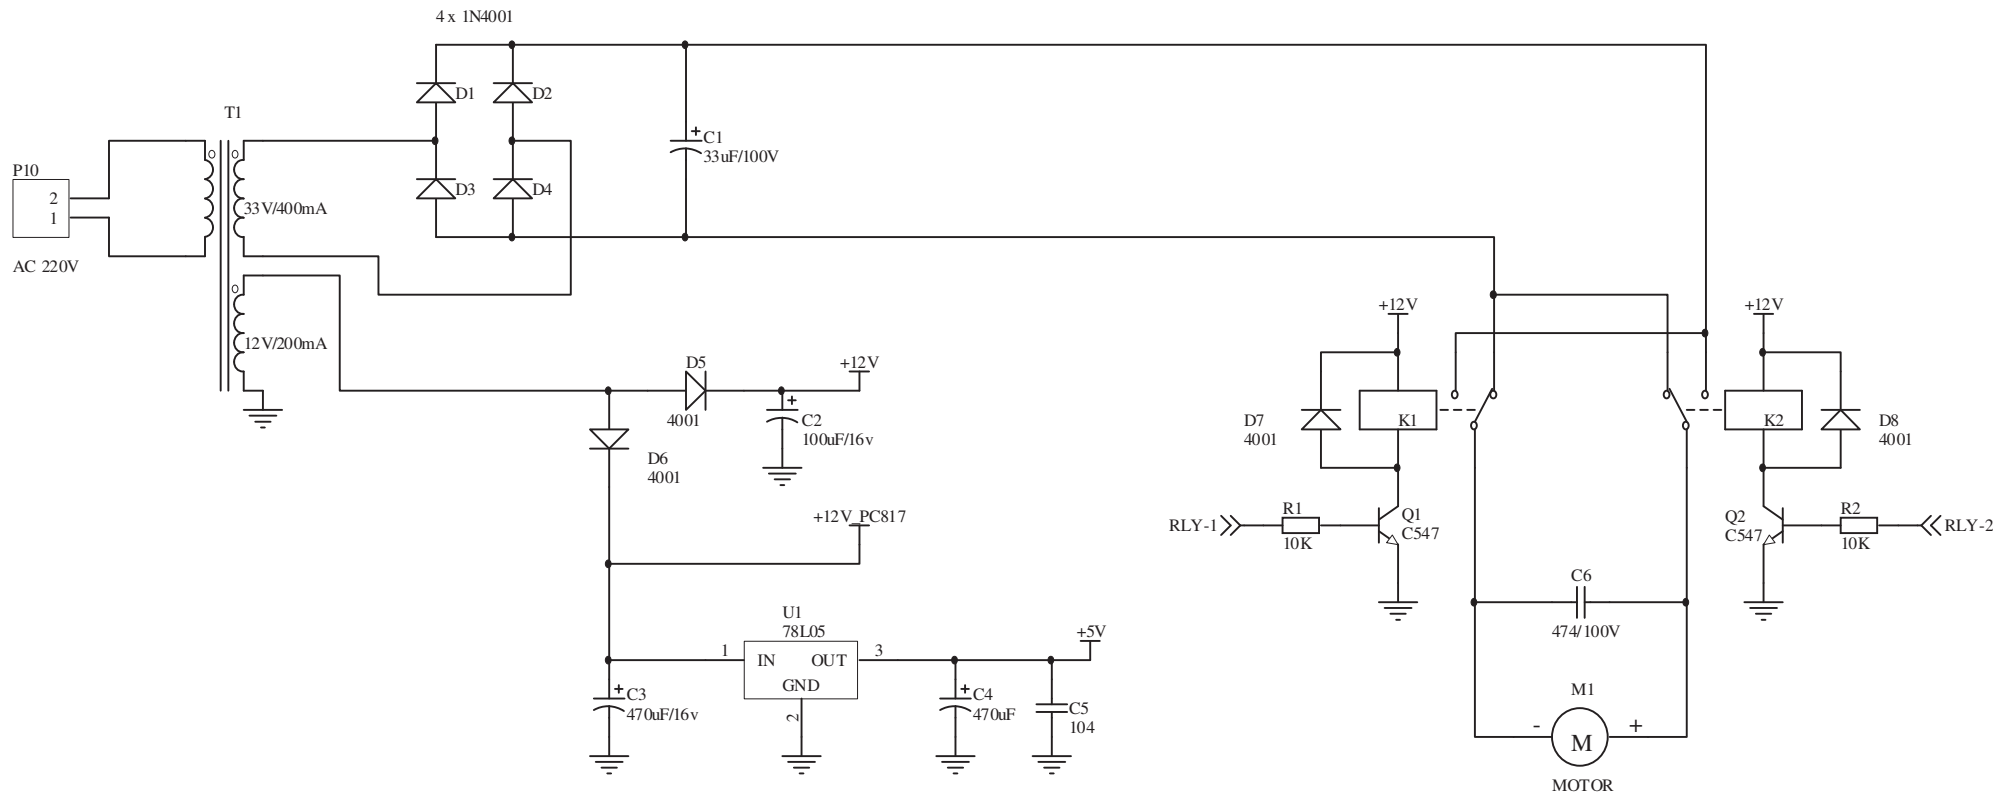 4 x 1N4001
D1
D2
T1
+
C1
33uF/100V
P10
2
1
D3
D4
33V/400mA
AC 220V
12V/200mA
D5
4001
+12V
+
C2
100uF/16v
D6
4001
+12V_PC817
U1
78L05
1
IN
OUT
3
GND
2
+5V
+
C3
470uF/16v
+
C4
470uF
C5
104
+12V
+12V
D7
4001
K1
K2
D8
4001
RLY-1
R1
10K
Q1
C547
Q2
C547
R2
10K
RLY-2
C6
474/100V
M1
-
+
M
MOTOR